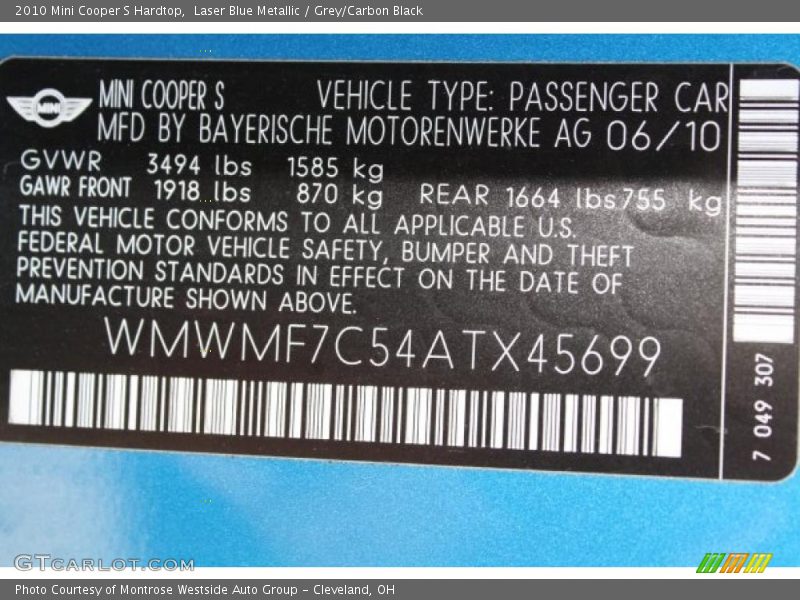 2010 Mini Cooper S Hardtop,  Laser Blue Metallic / Grey/Carbon Black
MINI
MINI COOPER S VEHICLE TYPE: PASSENGER CAR
MFD BY BAYERISCHE MOTORENWERKE AG 06/10
GVWR 3494 lbs 1585 kg
GAWR FRONT 1918 lbs 870 kg REAR 1664 lbs 755 kg
THIS VEHICLE CONFORMS TO ALL APPLICABLE U.S.
FEDERAL MOTOR VEHICLE SAFETY, BUMPER AND THEFT
PREVENTION STANDARDS IN EFFECT ON THE DATE OF
MANUFACTURE SHOWN ABOVE.
WMWMF7C54ATX45699
7 049 307
GTCARLOT.COM
Photo Courtesy of Montrose Westside Auto Group - Cleveland, OH